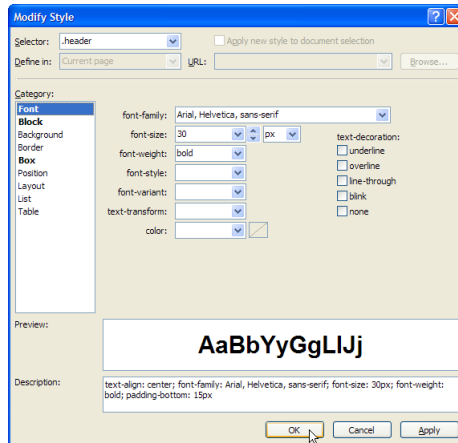 Modify Style
Selector: .header Apply new style to document selection
Define in: Current page URL: Browse...
Category:
Font
Block
Background
Border
Box
Position
Layout
List
Table
font-family: Arial, Helvetica, sans-serif
font-size: 30 px
font-weight: bold
font-style:
font-variant:
text-transform:
color:
text-decoration:
underline
overline
line-through
blink
none
Preview:
AaBbYyGgLlJj
Description:
text-align: center; font-family: Arial, Helvetica, sans-serif; font-size: 30px; font-weight:
bold; padding-bottom: 15px
OK Cancel Apply